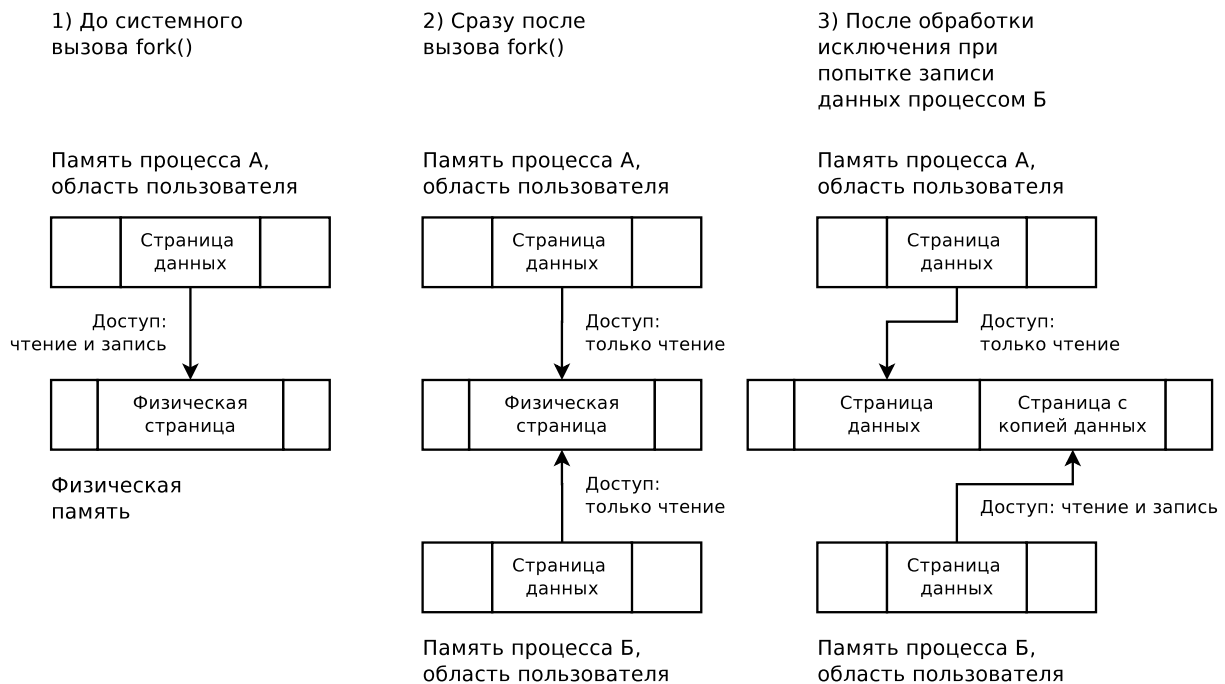 1) До системного
вызова fork()
2) Сразу после
вызова fork()
3) После обработки
исключения при
попытке записи
данных процессом Б
Память процесса А,
область пользователя
Память процесса А,
область пользователя
Память процесса А,
область пользователя
Страница
данных
Страница
данных
Страница
данных
Доступ:
чтение и запись
Доступ:
только чтение
Доступ:
только чтение
Физическая
страница
Физическая
страница
Страница
данных
Страница с
копией данных
Физическая
память
Доступ:
только чтение
Доступ: чтение и запись
Страница
данных
Страница
данных
Память процесса Б,
область пользователя
Память процесса Б,
область пользователя